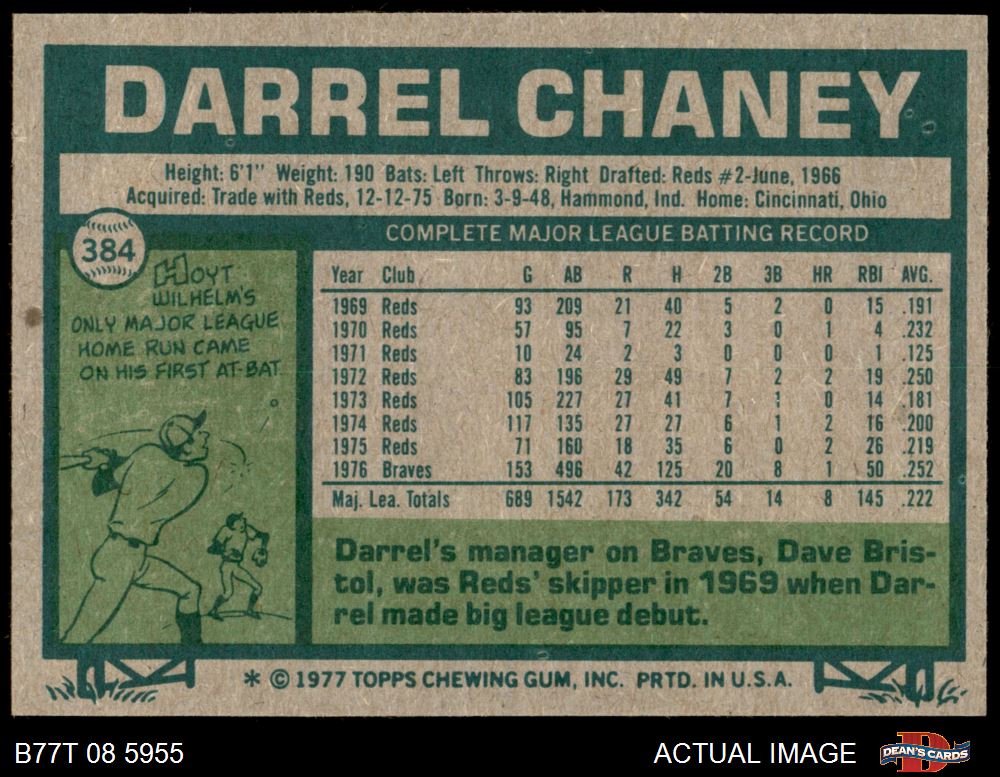 DARREL CHANEY
Height: 6'1" Weight: 190 Bats: Left Throws: Right Drafted: Reds #2-June, 1966
Acquired: Trade with Reds, 12-12-75 Born: 3-9-48, Hammond, Ind. Home: Cincinnati, Ohio
384
HOYT
WILHELM'S
ONLY MAJOR LEAGUE
HOME RUN CAME
ON HIS FIRST AT-BAT.
COMPLETE MAJOR LEAGUE BATTING RECORD
Year Club G AB R H 2B 3B HR RBI AVG.
1969 Reds 93 209 21 40 5 2 0 15 .191
1970 Reds 57 95 7 22 3 0 1 4 .232
1971 Reds 10 24 2 3 0 0 0 1 .125
1972 Reds 83 196 29 49 7 2 2 19 .250
1973 Reds 105 227 27 41 7 1 0 14 .181
1974 Reds 117 135 27 27 6 1 2 16 .200
1975 Reds 71 160 18 35 6 0 2 26 .219
1976 Braves 153 496 42 125 20 8 1 50 .252
Maj. Lea. Totals 689 1542 173 342 54 14 8 145 .222
Darrel's manager on Braves, Dave Bris-
tol, was Reds' skipper in 1969 when Dar-
rel made big league debut.
* © 1977 TOPPS CHEWING GUM, INC. PRTD. IN U.S.A.
B77T 08 5955
ACTUAL IMAGE
DEAN'S CARDS